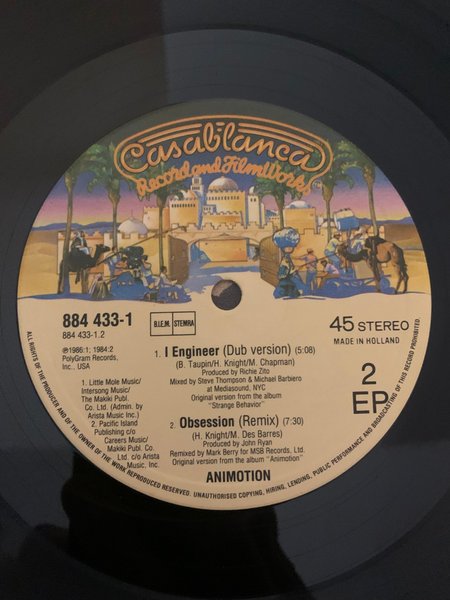 Casablanca
Record and FilmWorks
884 433-1
884 433-1.2
B.I.E.M. STEMRA
45 STEREO
MADE IN HOLLAND
℗1986:1; 1984:2
PolyGram Records,
Inc., USA
1. Little Mole Music/
Intersong Music/
The Makiki Publ.
Co. Ltd. (Admin. by
Arista Music Inc.)
2. Pacific Island
Publishing c/o
Careers Music/
Makiki Publ. Co.
Ltd. c/o Arista
Music, Inc.
1. I Engineer (Dub version) (5:08)
(B. Taupin/H. Knight/M. Chapman)
Produced by Richie Zito
Mixed by Steve Thompson & Michael Barbiero
at Mediasound, NYC
Original version from the album
"Strange Behavior"
2. Obsession (Remix) (7:30)
(H. Knight/M. Des Barres)
Produced by John Ryan
Remixed by Mark Berry for MSB Records, Ltd.
Original version from the album "Animotion"
2
EP
ANIMOTION
ALL RIGHTS OF THE PRODUCER AND OF THE OWNER OF THE WORK REPRODUCED RESERVED. UNAUTHORISED COPYING, HIRING, LENDING, PUBLIC PERFORMANCE AND BROADCASTING OF THIS RECORD PROHIBITED.